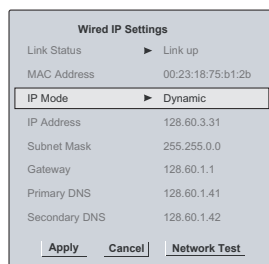 Wired IP Settings
Link Status ► Link up
MAC Address 00:23:18:75:b1:2b
IP Mode ► Dynamic
IP Address 128.60.3.31
Subnet Mask 255.255.0.0
Gateway 128.60.1.1
Primary DNS 128.60.1.41
Secondary DNS 128.60.1.42
Apply Cancel Network Test